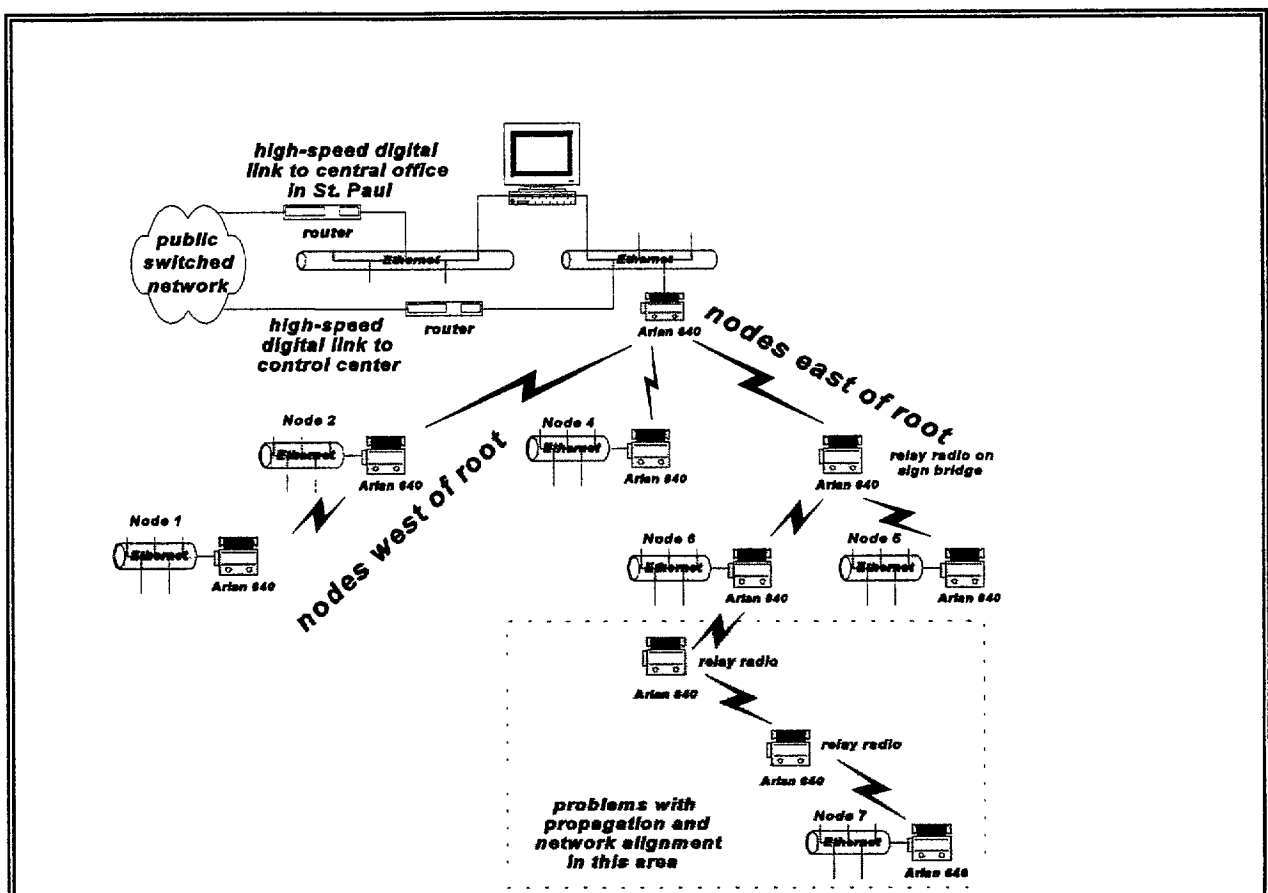 high-speed digital
link to central office
in St. Paul
router
public
switched
network
Ethernet
Ethernet
high-speed
digital link to
control center
router
Arlan 640
nodes east of root
nodes west of root
Node 2
Ethernet
Arlan 640
Node 4
Ethernet
Arlan 640
relay radio on
sign bridge
Arlan 640
Node 1
Ethernet
Arlan 640
Node 6
Ethernet
Arlan 640
Node 5
Ethernet
Arlan 640
relay radio
Arlan 640
relay radio
Arlan 640
problems with
propagation and
network alignment
in this area
Node 7
Ethernet
Arlan 640